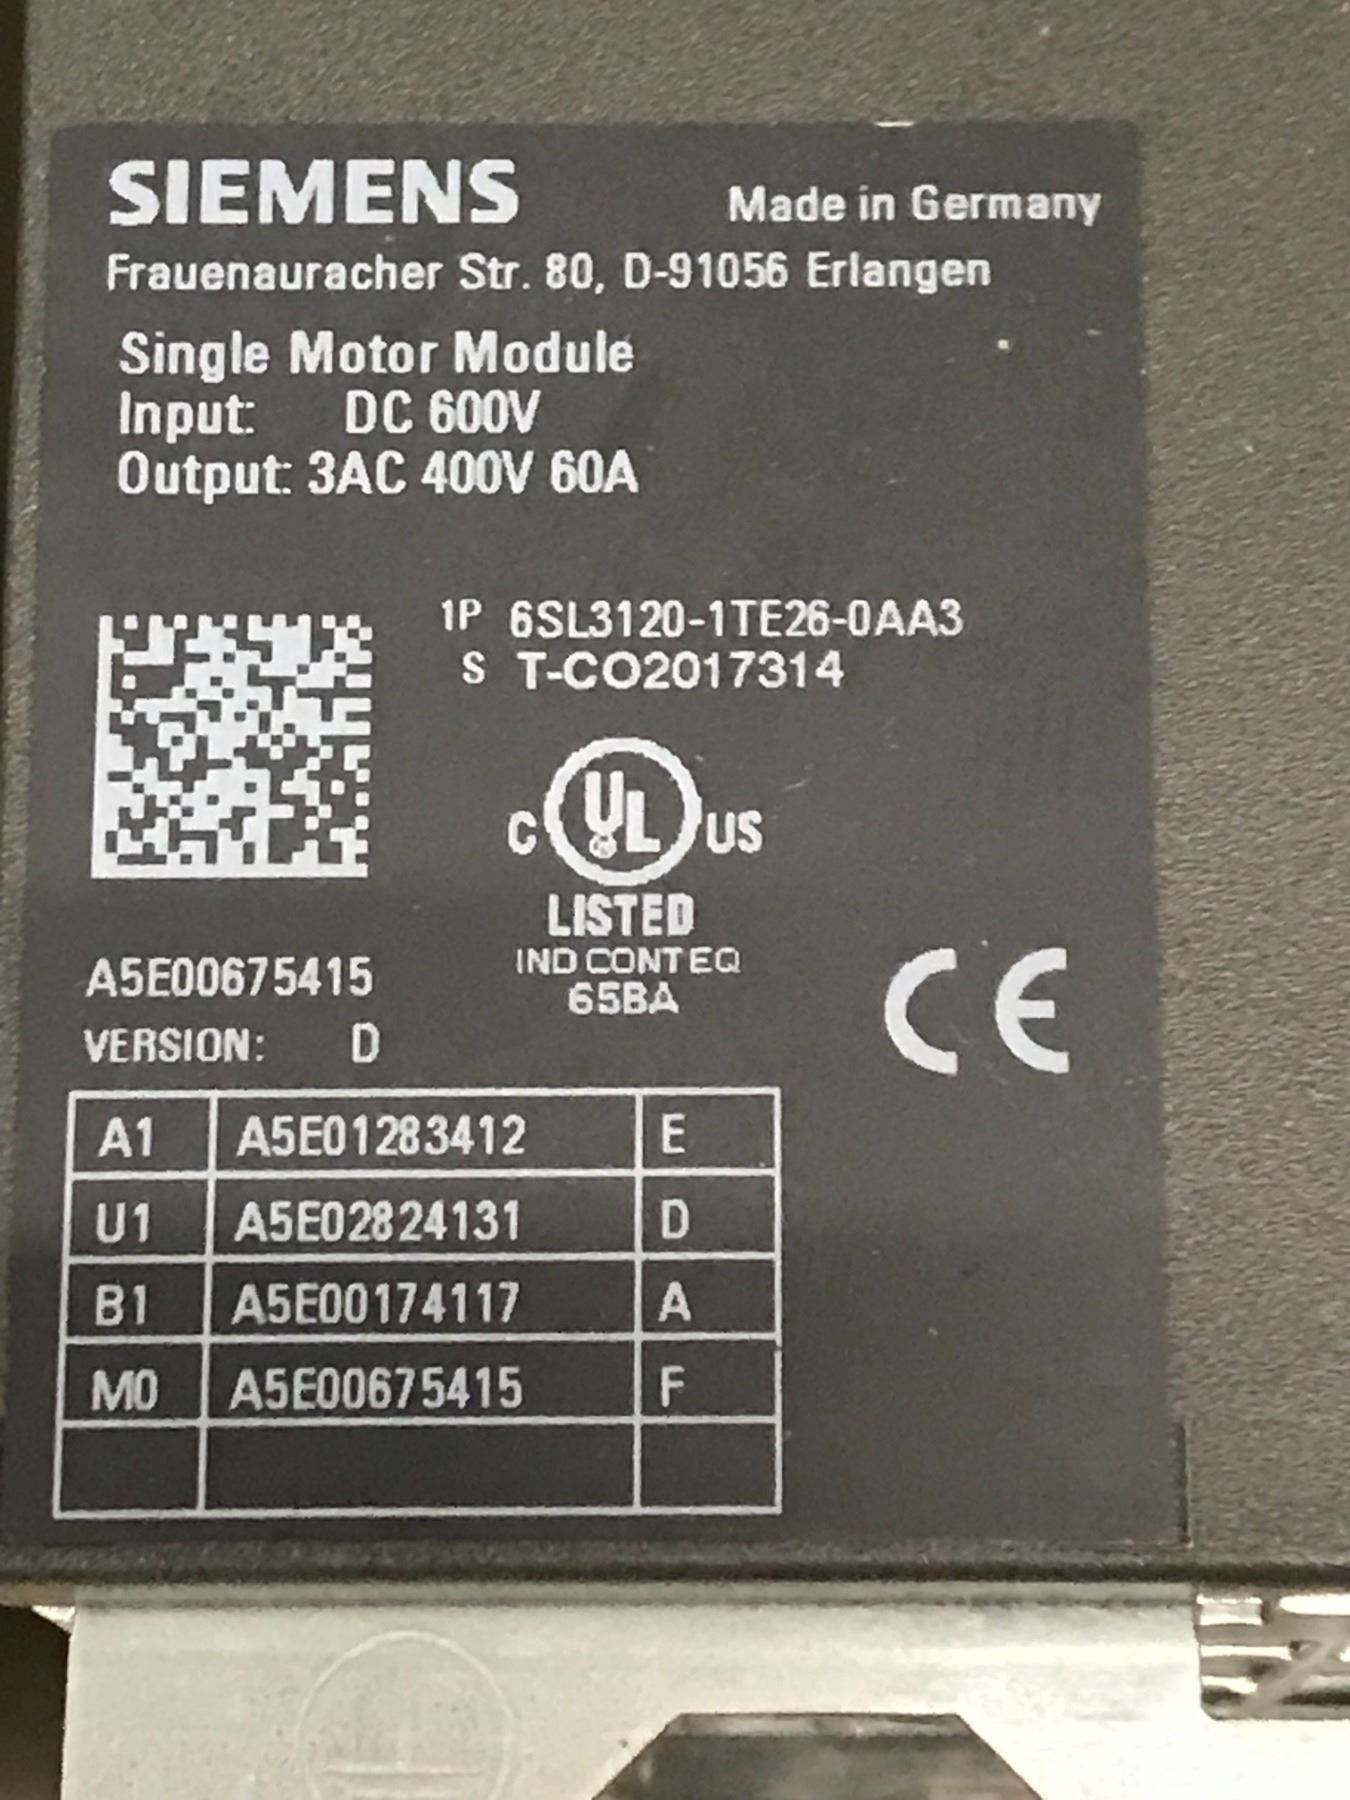 SIEMENS Made in Germany
Frauenauracher Str. 80, D-91056 Erlangen
Single Motor Module
Input: DC 600V
Output: 3AC 400V 60A
1P 6SL3120-1TE26-0AA3
S T-CO2017314
C UL US
LISTED
IND CONT EQ
65BA
A5E00675415
VERSION: D
CE
A1 A5E01283412 E
U1 A5E02824131 D
B1 A5E00174117 A
M0 A5E00675415 F